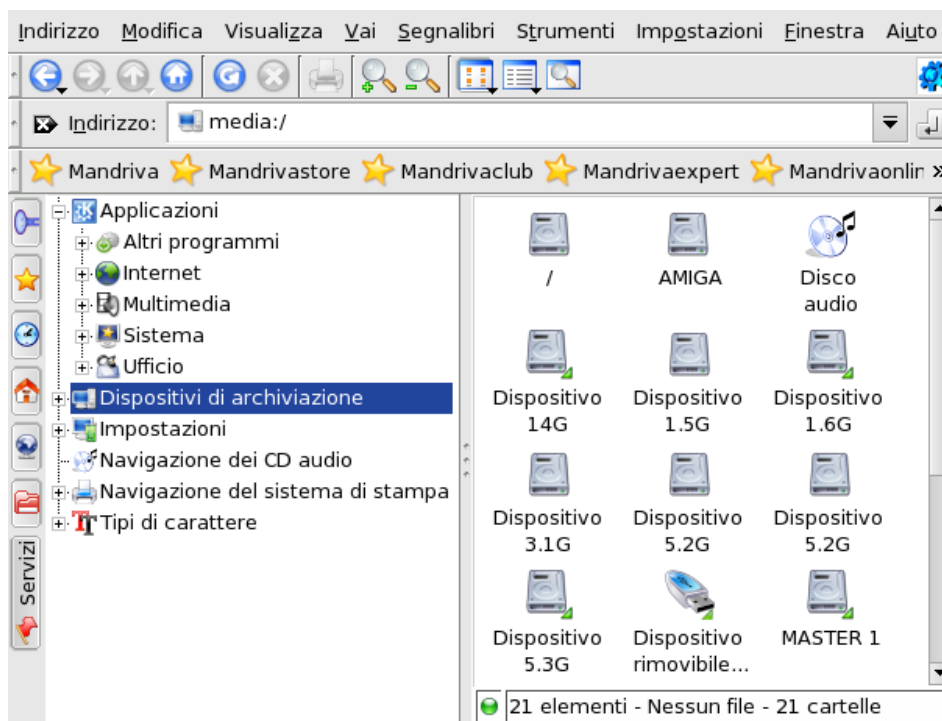 Indirizzo Modifica Visualizza Vai Segnalibri Strumenti Impostazioni Finestra Aiuto
Indirizzo: media:/
Mandriva Mandrivastore Mandrivaclub Mandrivaexpert Mandrivaonlin »
Applicazioni
Altri programmi
Internet
Multimedia
Sistema
Ufficio
Dispositivi di archiviazione
Impostazioni
Navigazione dei CD audio
Navigazione del sistema di stampa
Tipi di carattere
Servizi
/
AMIGA
Disco
audio
Dispositivo
14G
Dispositivo
1.5G
Dispositivo
1.6G
Dispositivo
3.1G
Dispositivo
5.2G
Dispositivo
5.2G
Dispositivo
5.3G
Dispositivo
rimovibile...
MASTER 1
21 elementi - Nessun file - 21 cartelle